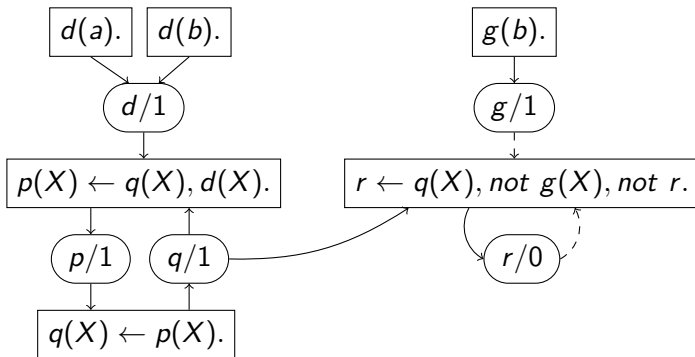 d(a). d(b). g(b).
d/1 g/1
p(X) ← q(X), d(X). r ← q(X), not g(X), not r.
p/1 q/1 r/0
q(X) ← p(X).